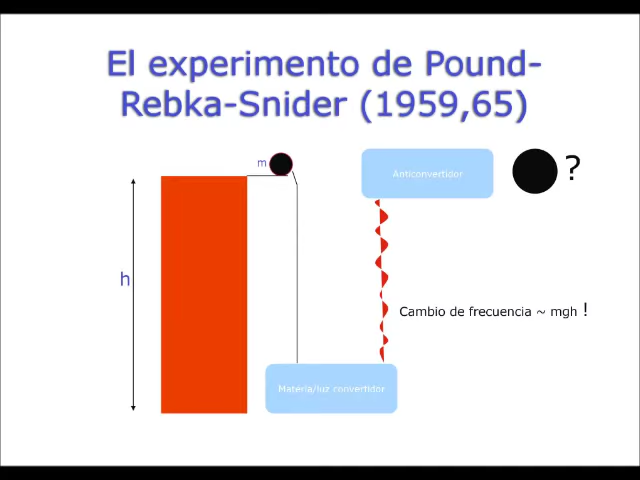 El experimento de Pound-
Rebka-Snider (1959,65)
m
Anticonvertidor
?
h
Cambio de frecuencia ~ mgh !
Materia/luz convertidor